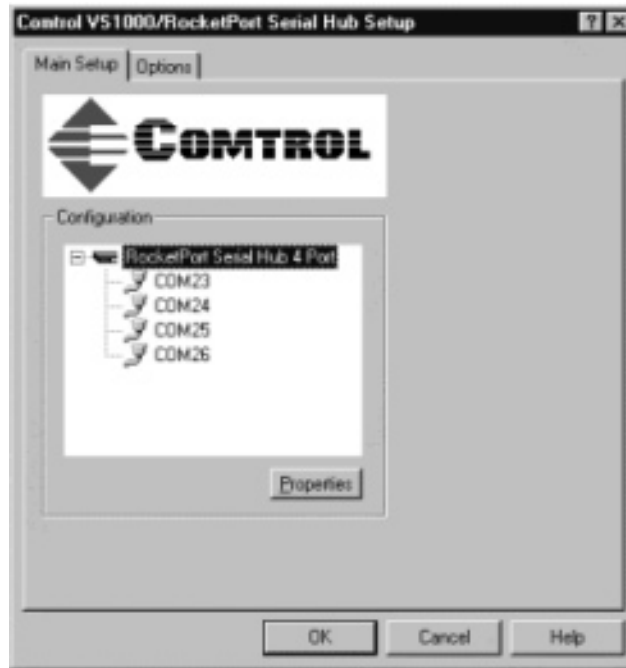 Comtrol VS1000/RocketPort Serial Hub Setup
Main Setup Options
COMTROL
Configuration
RocketPort Serial Hub 4 Port
COM23
COM24
COM25
COM26
Properties
OK Cancel Help